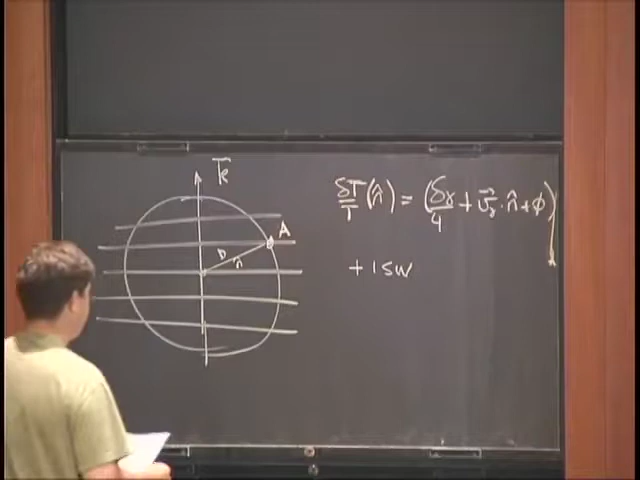 k⃗
A
D
n̂
δT/T (n̂) = (δγ/4 + v⃗γ · n̂ + ϕ)
+ ISW